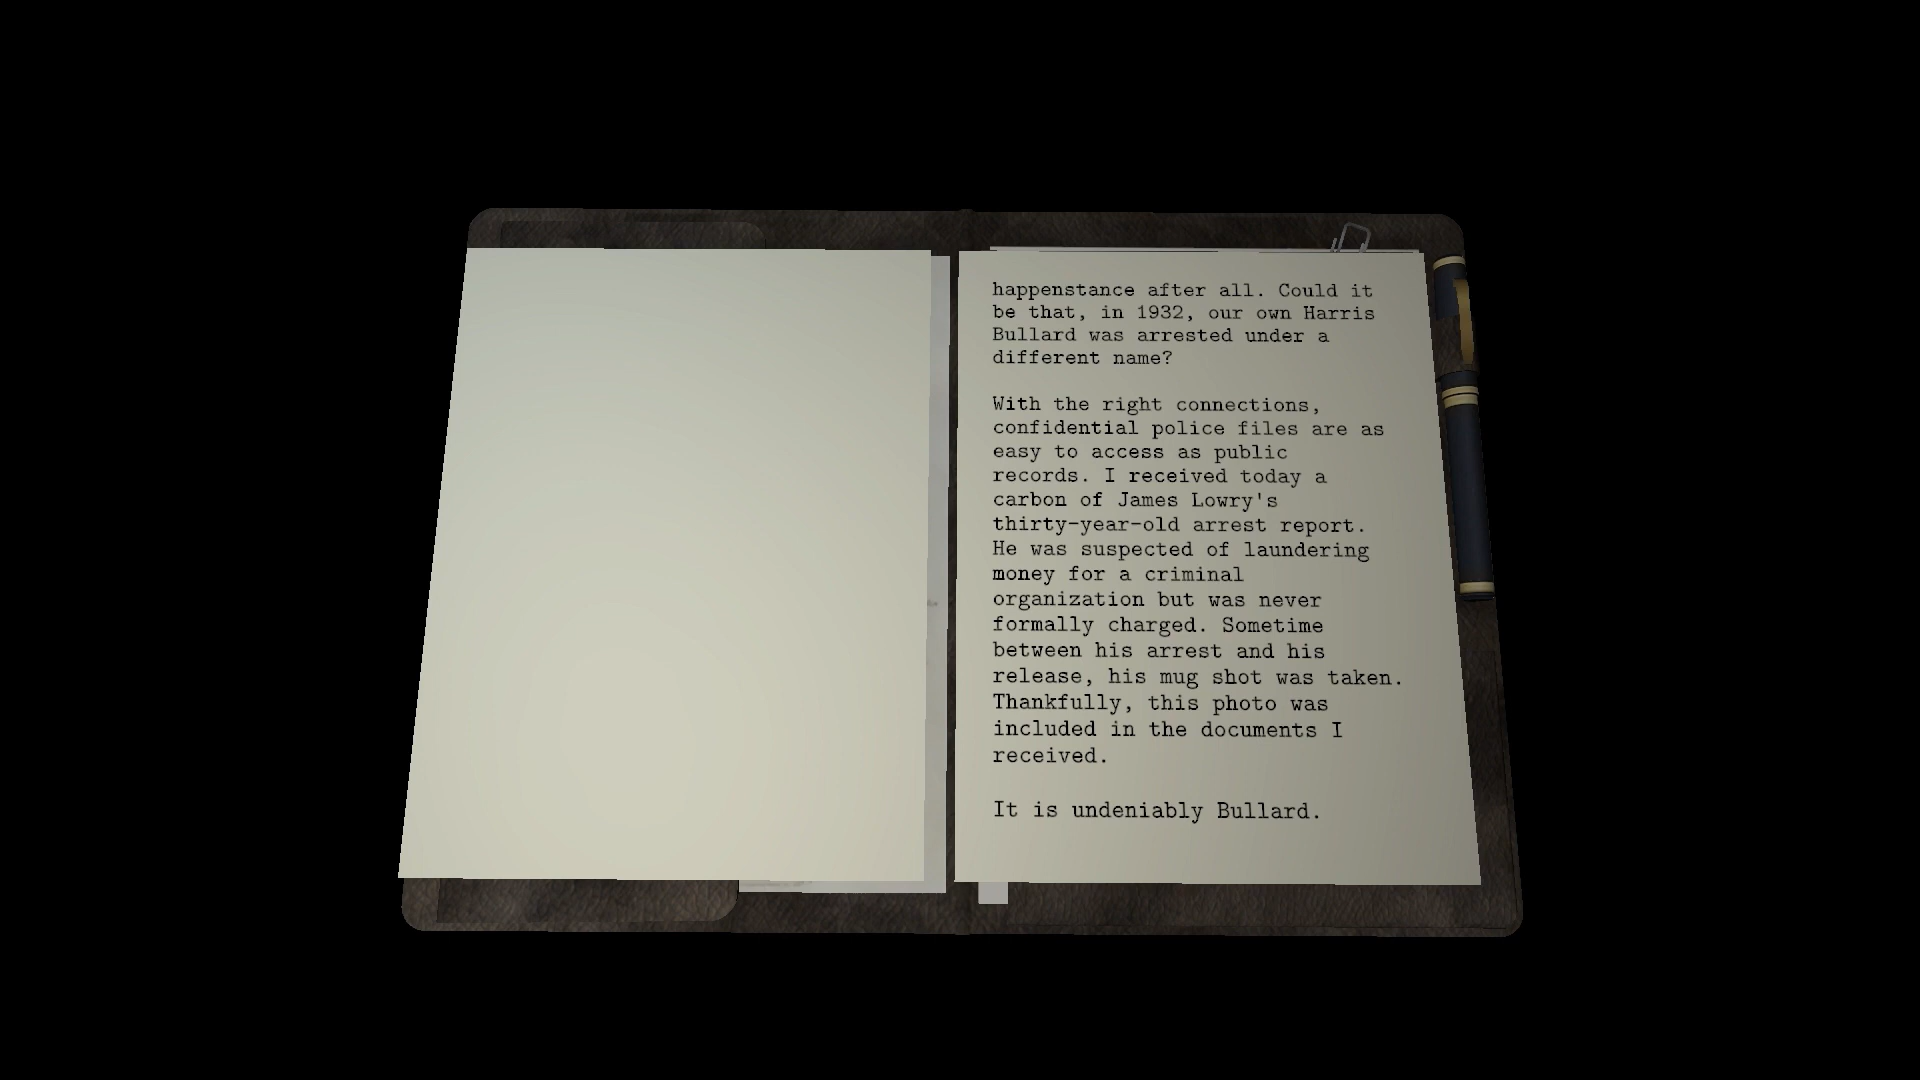 happenstance after all. Could it
be that, in 1932, our own Harris
Bullard was arrested under a
different name?
With the right connections,
confidential police files are as
easy to access as public
records. I received today a
carbon of James Lowry's
thirty-year-old arrest report.
He was suspected of laundering
money for a criminal
organization but was never
formally charged. Sometime
between his arrest and his
release, his mug shot was taken.
Thankfully, this photo was
included in the documents I
received.
It is undeniably Bullard.